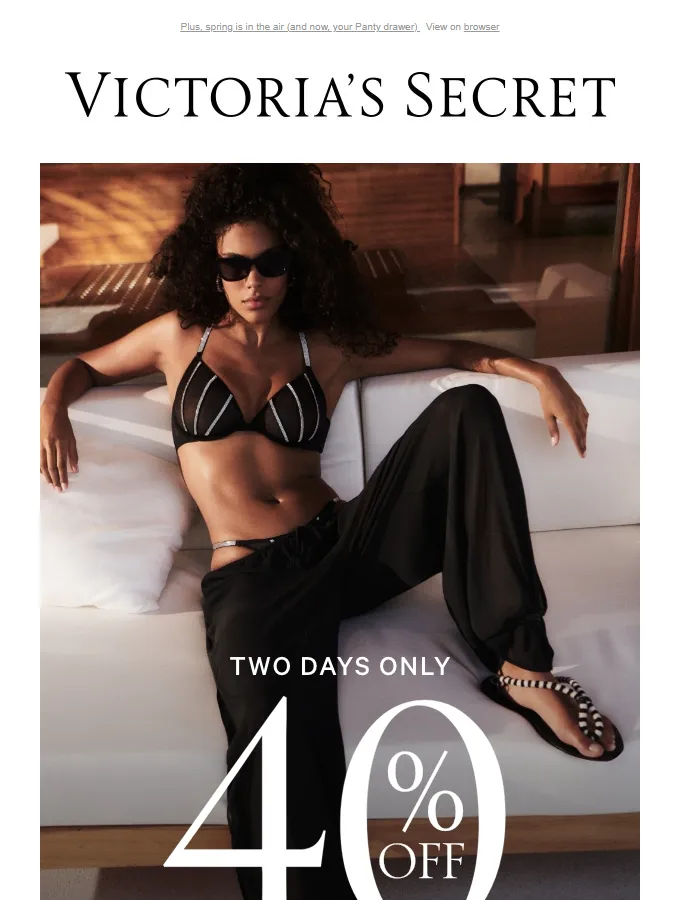 Plus, spring is in the air (and now, your Panty drawer) View on browser
VICTORIA'S SECRET
TWO DAYS ONLY
40% OFF